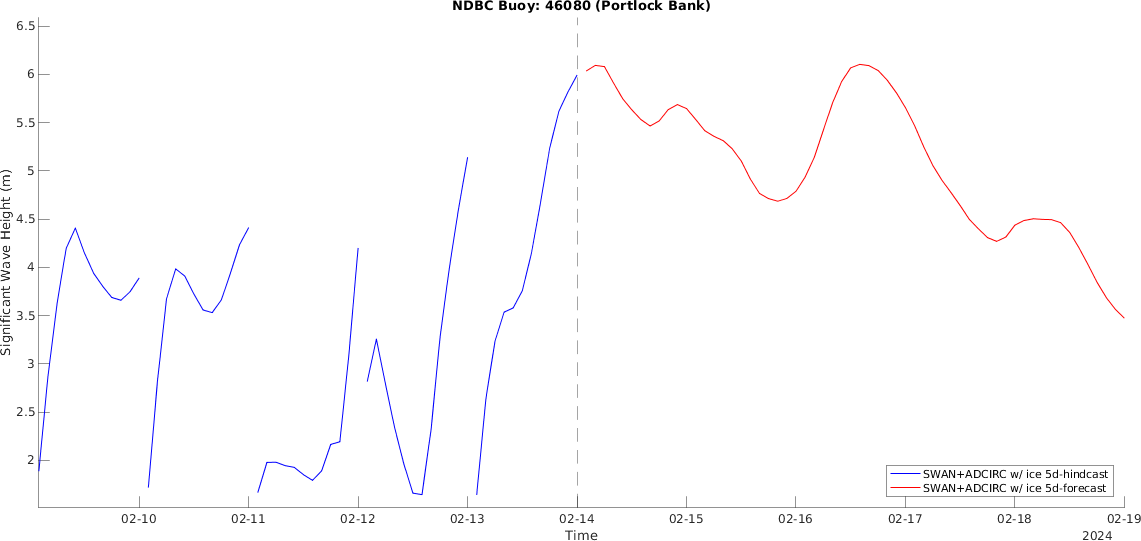 NDBC Buoy: 46080 (Portlock Bank)
6.5
6
5.5
5
4.5
4
3.5
3
2.5
2
Significant Wave Height (m)
SWAN+ADCIRC w/ ice 5d-hindcast
SWAN+ADCIRC w/ ice 5d-forecast
02-10 02-11 02-12 02-13 02-14 02-15 02-16 02-17 02-18 02-19
Time
2024